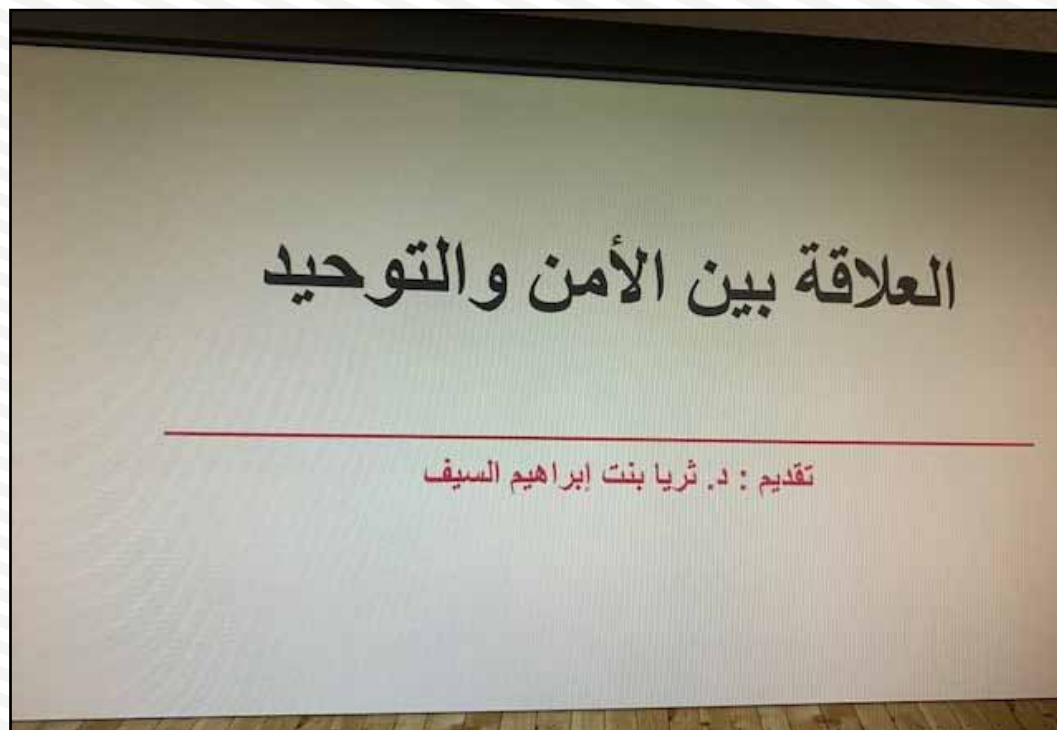 العلاقة بين الأمن والتوحيد
تقديم : د. ثريا بنت إبراهيم السيف